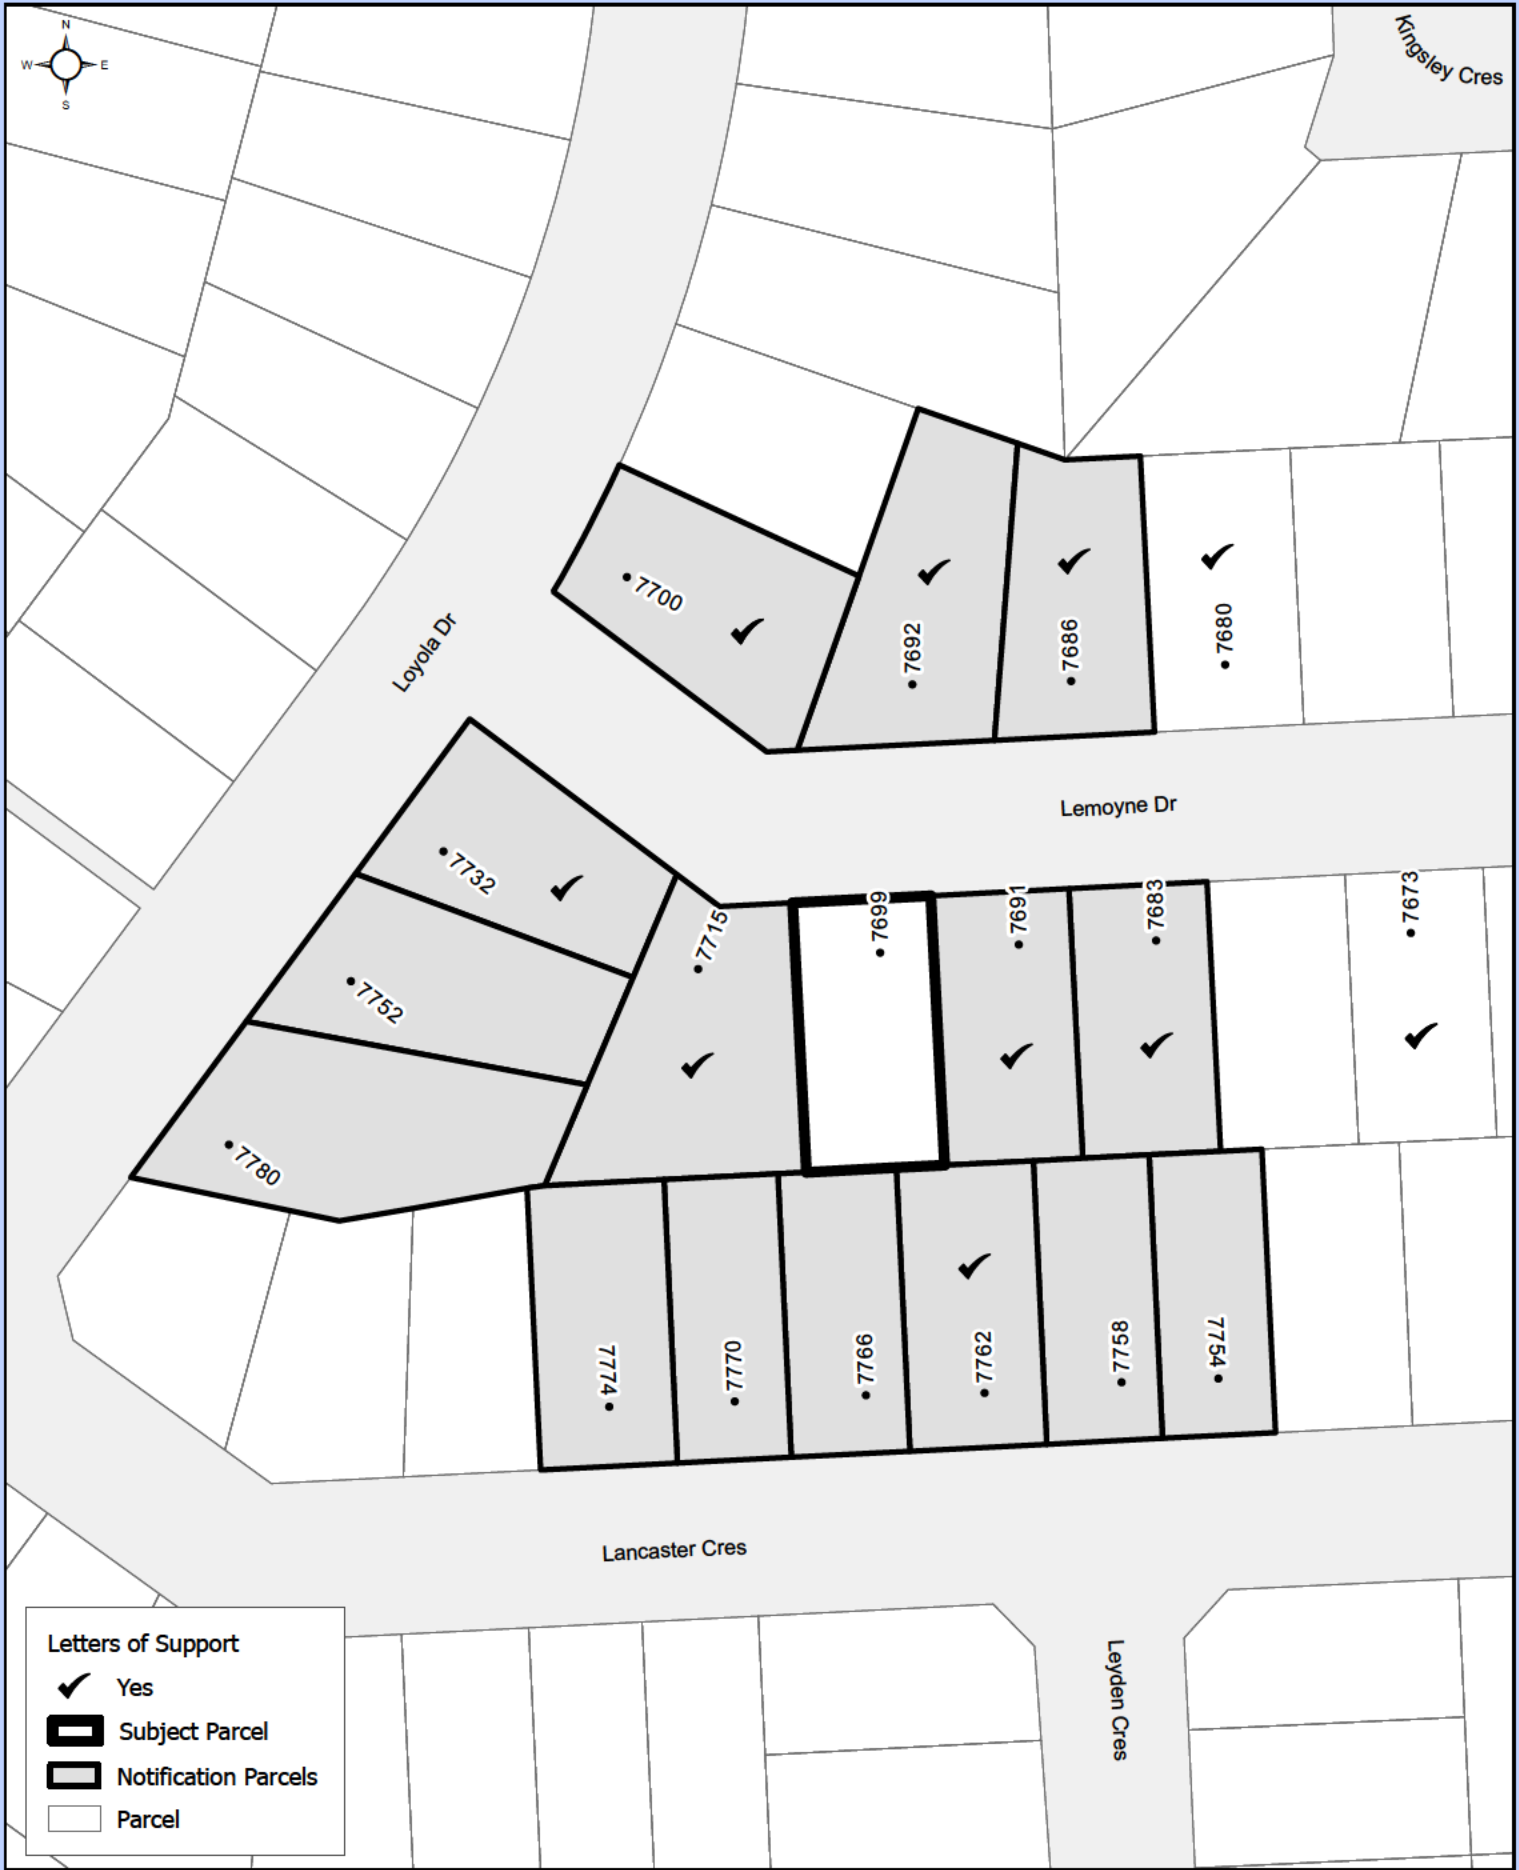 N
W
E
S
Kingsley Cres
7700
7692
7686
7680
Loyola Dr
Lemoyne Dr
7732
7715
7699
7691
7683
7673
7752
7780
7774
7770
7766
7762
7758
7754
Lancaster Cres
Leyden Cres
Letters of Support
Yes
Subject Parcel
Notification Parcels
Parcel